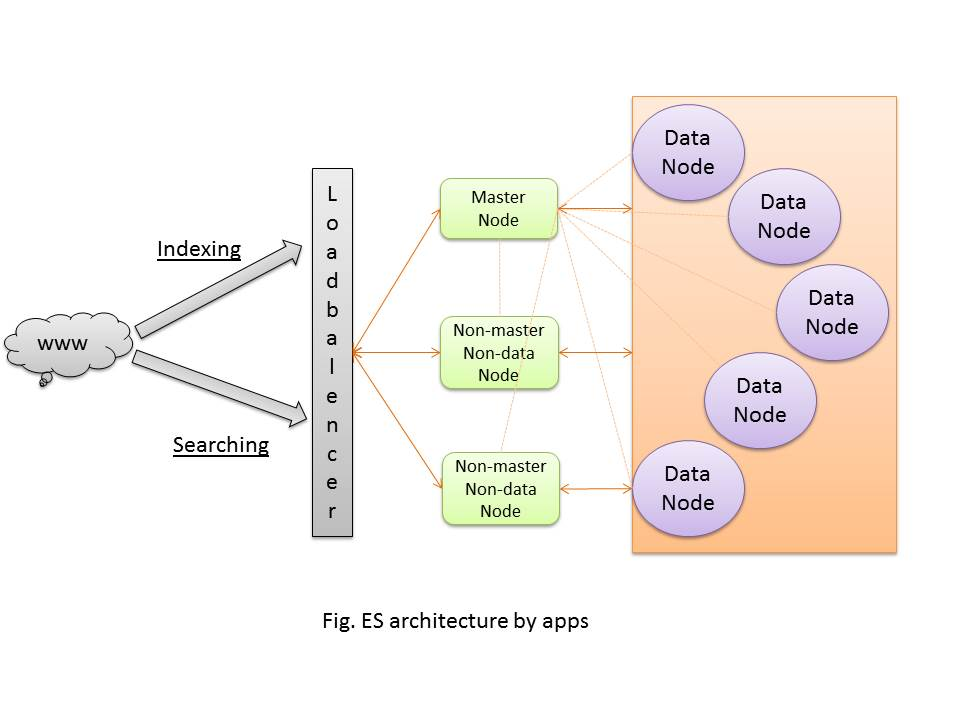 www
Indexing
Searching
Loadbalencer
Master
Node
Non-master
Non-data
Node
Non-master
Non-data
Node
Data
Node
Data
Node
Data
Node
Data
Node
Data
Node
Fig. ES architecture by apps